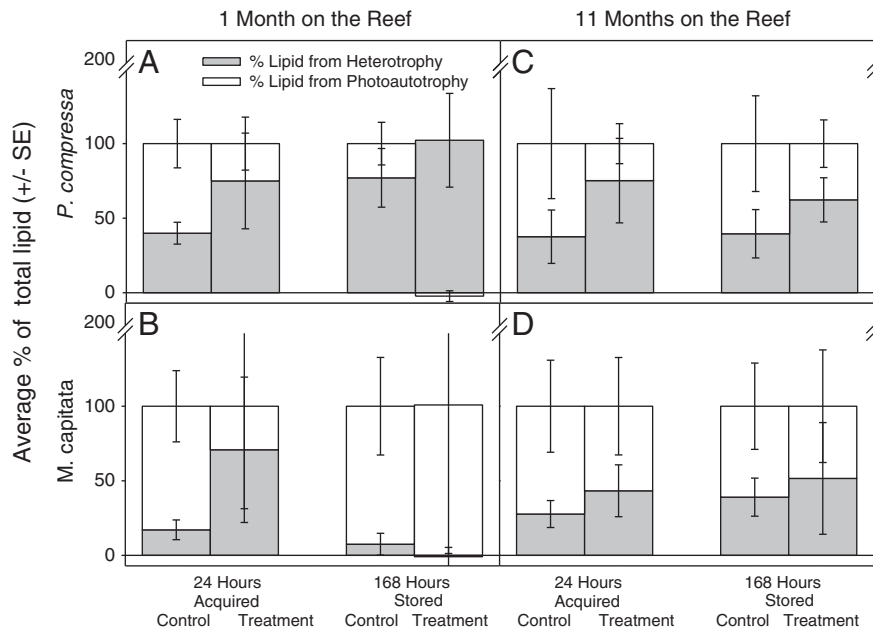 1 Month on the Reef
11 Months on the Reef
Average % of total lipid (+/- SE)
P. compressa
200
100
50
0
A
% Lipid from Heterotrophy
% Lipid from Photoautotrophy
C
M. capitata
200
100
50
0
B
D
24 Hours
Acquired
Control Treatment
168 Hours
Stored
Control Treatment
24 Hours
Acquired
Control Treatment
168 Hours
Stored
Control Treatment